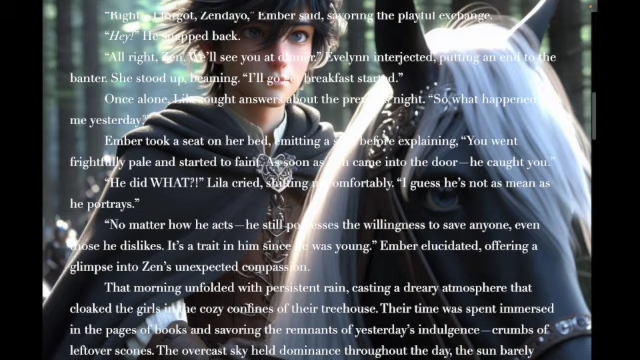 "Right, I forgot, Zendayo," Ember said, savoring the playful exchange.
"Hey!" He snapped back.
"All right, Zen. We'll see you at dinner." Evelynn interjected, putting an end to the
banter. She stood up, beaming. "I'll go get breakfast started."
Once alone, Lila sought answers about the previous night. "So what happened
me yesterday?"
Ember took a seat on her bed, emitting a before explaining, "You went
frightfully pale and started to faint. As soon as Zen came into the door—he caught you."
"He did WHAT?!" Lila cried, shifting uncomfortably. "I guess he's not as mean as
he portrays."
"No matter how he acts—he still possesses the willingness to save anyone, even
those he dislikes. It's a trait in him since he was young." Ember elucidated, offering a
glimpse into Zen's unexpected compassion.
That morning unfolded with persistent rain, casting a dreary atmosphere that
cloaked the girls in the cozy confines of their treehouse. Their time was spent immersed
in the pages of books and savoring the remnants of yesterday's indulgence—crumbs of
leftover scones. The overcast sky held dominance throughout the day, the sun barely